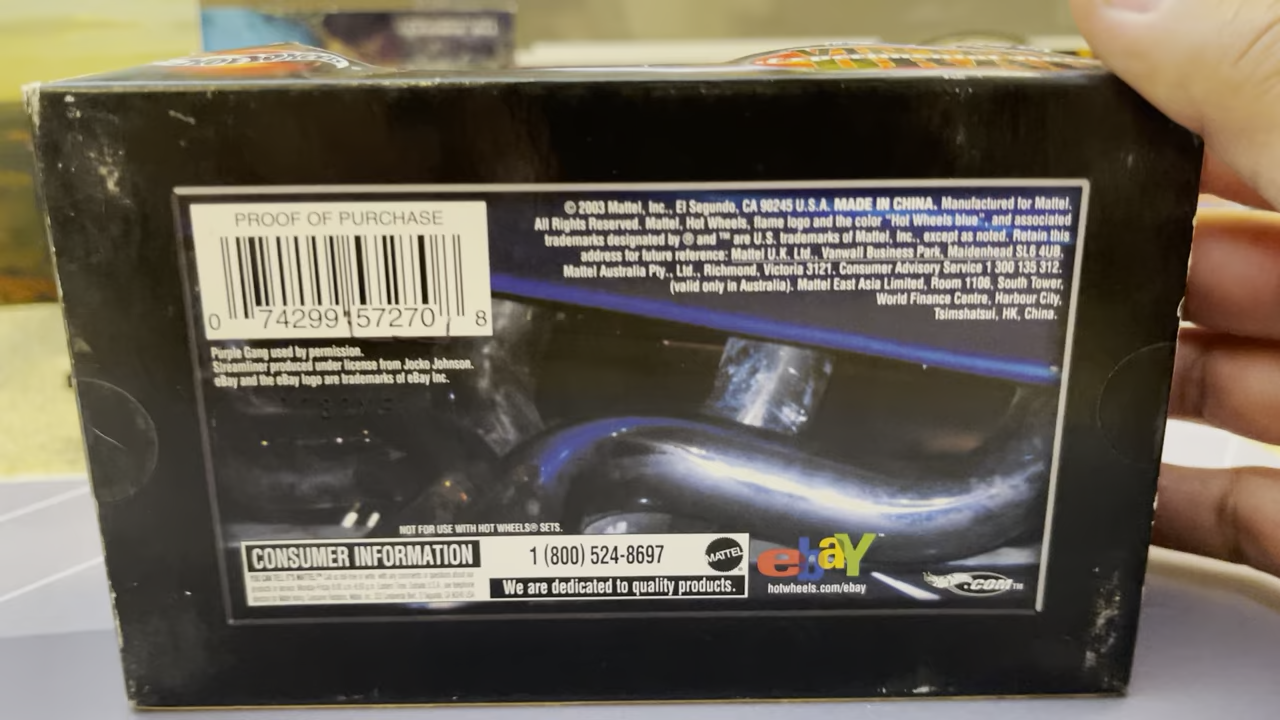 HOT WHEELS
PROOF OF PURCHASE
0 74299 57270 8
Purple Gang used by permission.
Streamliner produced under license from Jocko Johnson.
eBay and the eBay logo are trademarks of eBay Inc.
© 2003 Mattel, Inc., El Segundo, CA 90245 U.S.A. MADE IN CHINA. Manufactured for Mattel.
All Rights Reserved. Mattel, Hot Wheels, flame logo and the color "Hot Wheels blue", and associated
trademarks designated by ® and ™ are U.S. trademarks of Mattel, Inc., except as noted. Retain this
address for future reference: Mattel U.K. Ltd., Vanwall Business Park, Maidenhead SL6 4UB,
Mattel Australia Pty., Ltd., Richmond, Victoria 3121. Consumer Advisory Service 1 300 135 312.
(valid only in Australia). Mattel East Asia Limited, Room 1106, South Tower,
World Finance Centre, Harbour City,
Tsimshatsui, HK, China.
NOT FOR USE WITH HOT WHEELS® SETS.
CONSUMER INFORMATION
1 (800) 524-8697
MATTEL®
We are dedicated to quality products.
ebaY™
hotwheels.com/ebay
.COM™